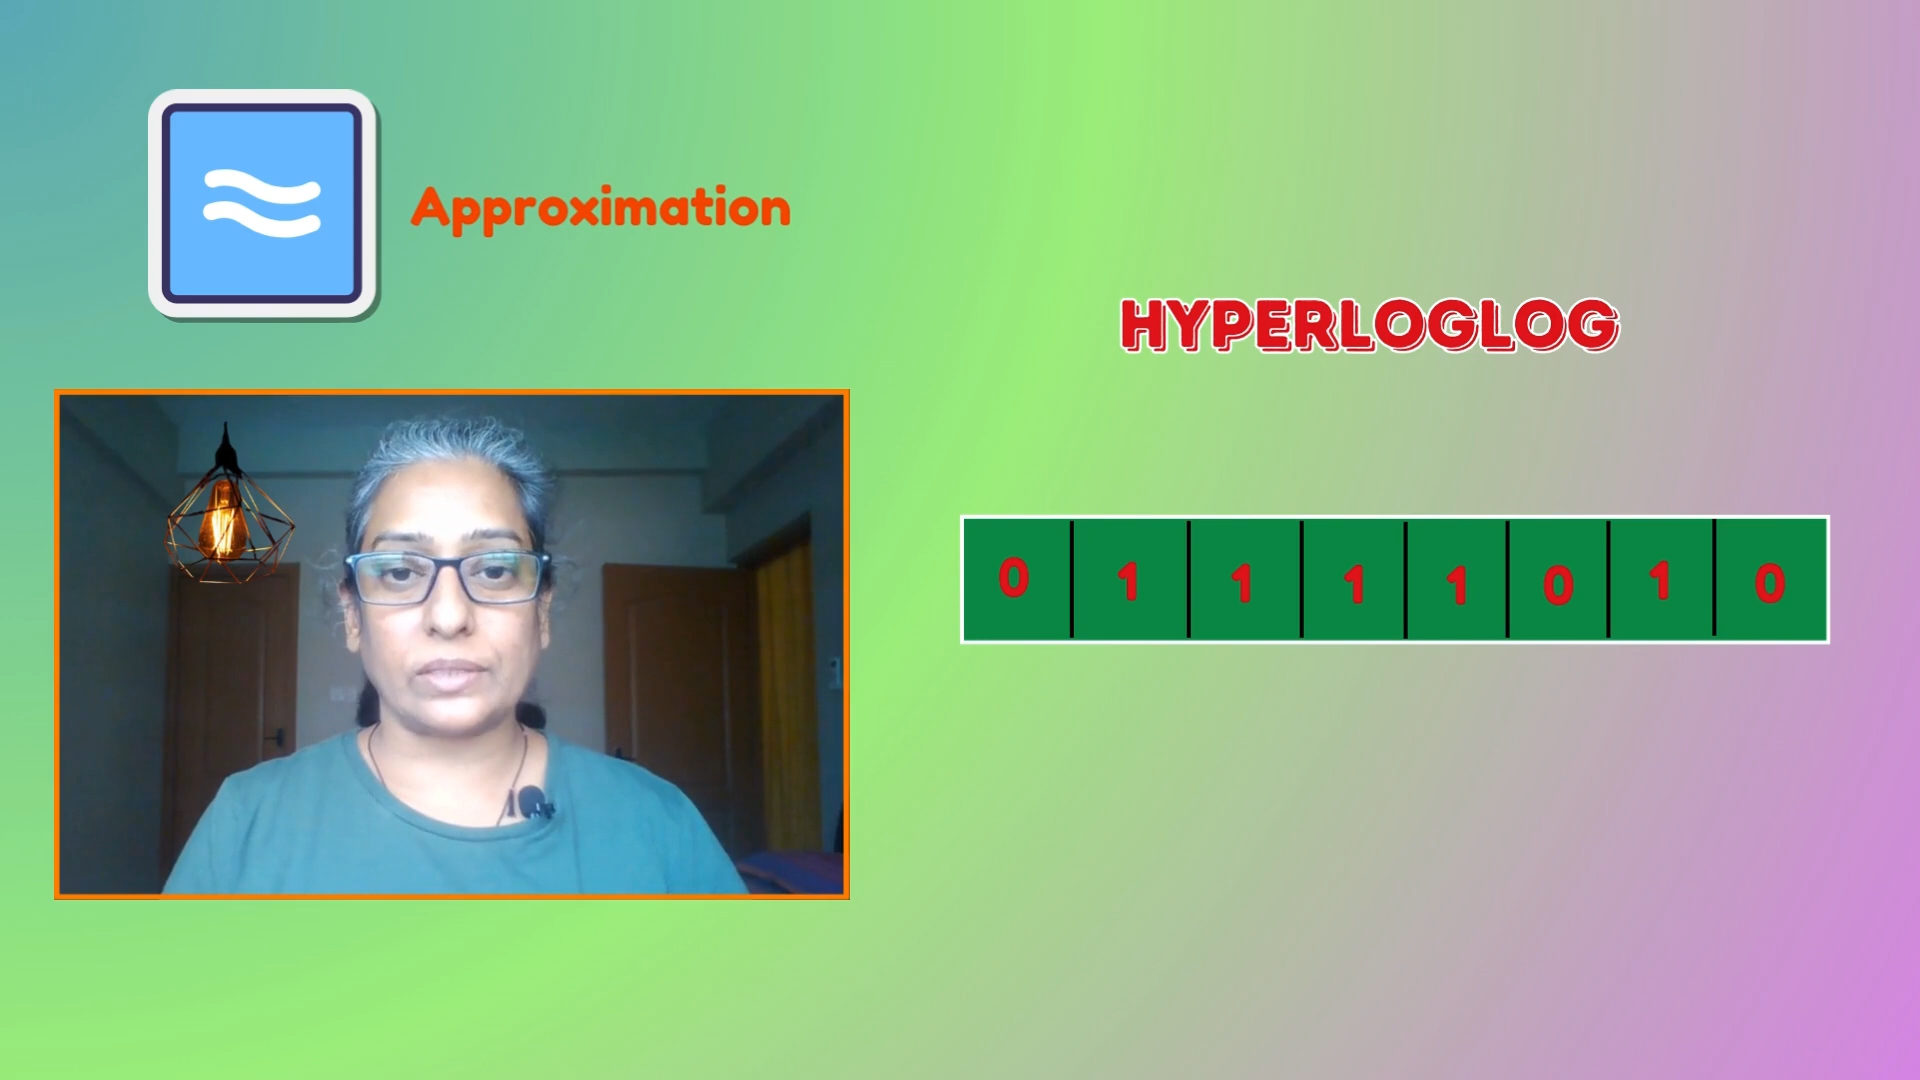 Approximation
HYPERLOGLOG
0 1 1 1 1 0 1 0